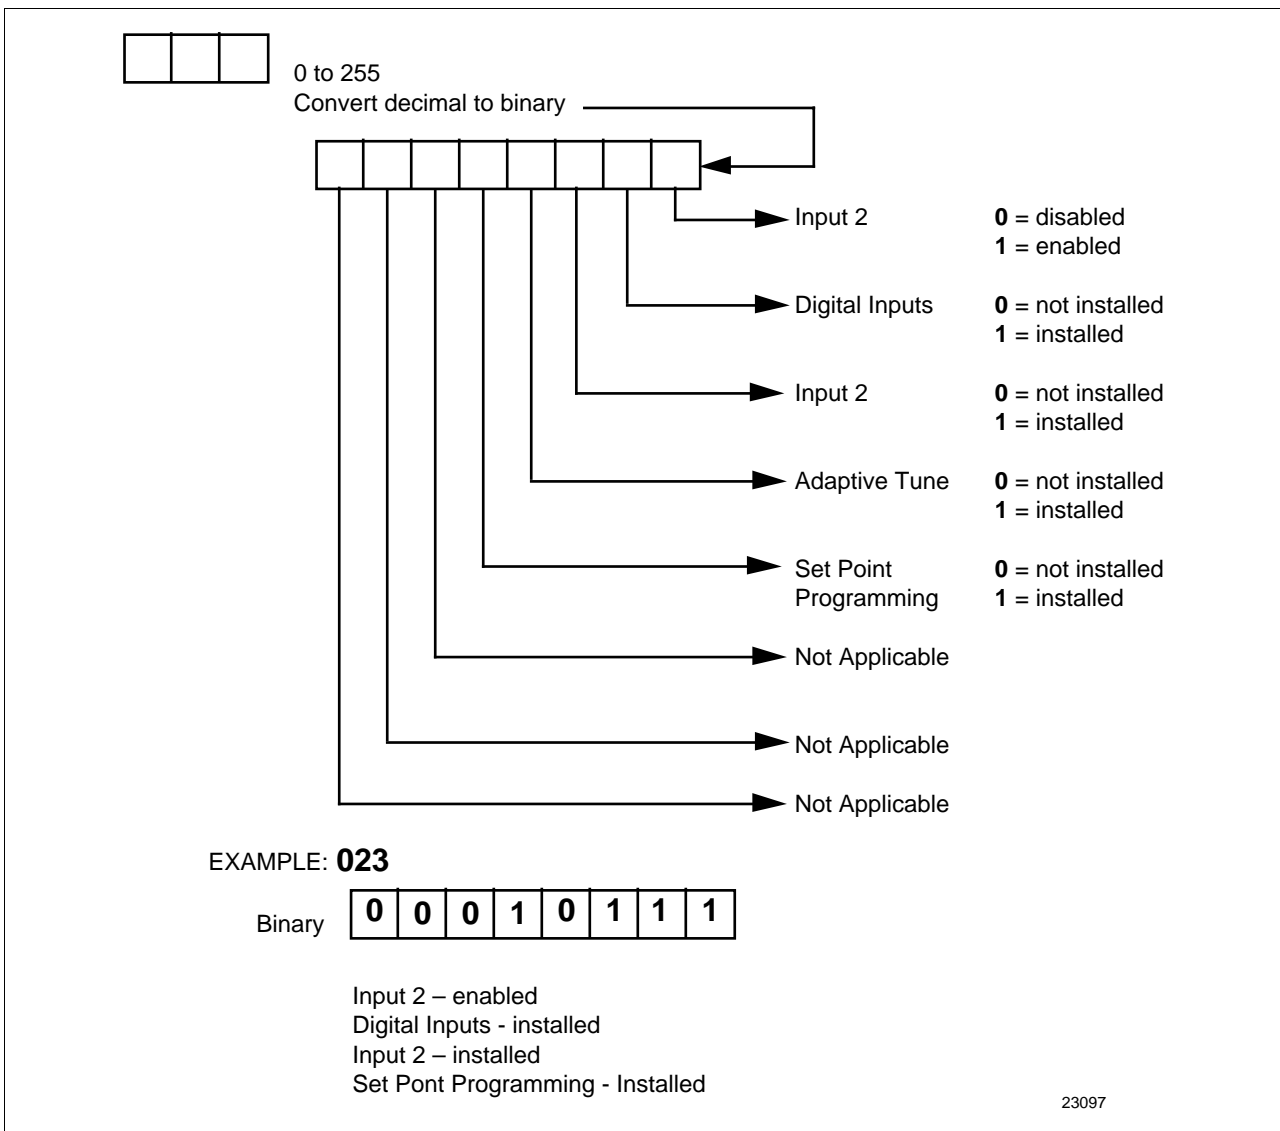 0 to 255
Convert decimal to binary
Input 2 0 = disabled
1 = enabled
Digital Inputs 0 = not installed
1 = installed
Input 2 0 = not installed
1 = installed
Adaptive Tune 0 = not installed
1 = installed
Set Point 0 = not installed
Programming 1 = installed
Not Applicable
Not Applicable
Not Applicable
EXAMPLE: 023
Binary 0 0 0 1 0 1 1 1
Input 2 – enabled
Digital Inputs - installed
Input 2 – installed
Set Pont Programming - Installed
23097